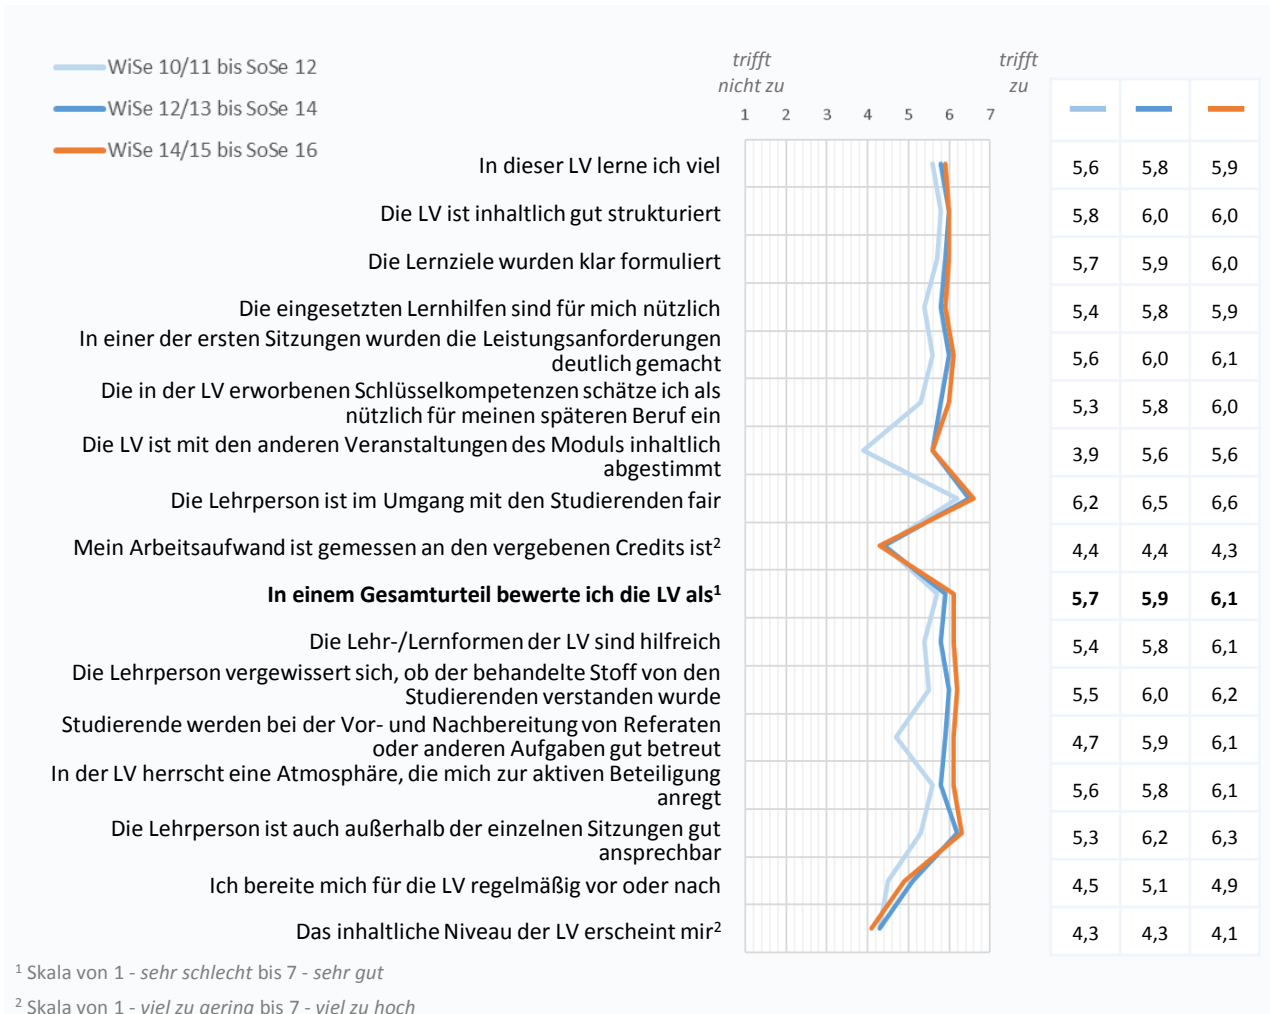 WiSe 10/11 bis SoSe 12
WiSe 12/13 bis SoSe 14
WiSe 14/15 bis SoSe 16
trifft
nicht zu
trifft
zu
1 2 3 4 5 6 7
In dieser LV lerne ich viel 5,6 5,8 5,9
Die LV ist inhaltlich gut strukturiert 5,8 6,0 6,0
Die Lernziele wurden klar formuliert 5,7 5,9 6,0
Die eingesetzten Lernhilfen sind für mich nützlich 5,4 5,8 5,9
In einer der ersten Sitzungen wurden die Leistungsanforderungen
deutlich gemacht 5,6 6,0 6,1
Die in der LV erworbenen Schlüsselkompetenzen schätze ich als
nützlich für meinen späteren Beruf ein 5,3 5,8 6,0
Die LV ist mit den anderen Veranstaltungen des Moduls inhaltlich
abgestimmt 3,9 5,6 5,6
Die Lehrperson ist im Umgang mit den Studierenden fair 6,2 6,5 6,6
Mein Arbeitsaufwand ist gemessen an den vergebenen Credits ist² 4,4 4,4 4,3
In einem Gesamturteil bewerte ich die LV als¹ 5,7 5,9 6,1
Die Lehr-/Lernformen der LV sind hilfreich 5,4 5,8 6,1
Die Lehrperson vergewissert sich, ob der behandelte Stoff von den
Studierenden verstanden wurde 5,5 6,0 6,2
Studierende werden bei der Vor- und Nachbereitung von Referaten
oder anderen Aufgaben gut betreut 4,7 5,9 6,1
In der LV herrscht eine Atmosphäre, die mich zur aktiven Beteiligung
anregt 5,6 5,8 6,1
Die Lehrperson ist auch außerhalb der einzelnen Sitzungen gut
ansprechbar 5,3 6,2 6,3
Ich bereite mich für die LV regelmäßig vor oder nach 4,5 5,1 4,9
Das inhaltliche Niveau der LV erscheint mir² 4,3 4,3 4,1
¹ Skala von 1 - sehr schlecht bis 7 - sehr gut
² Skala von 1 - viel zu gering bis 7 - viel zu hoch